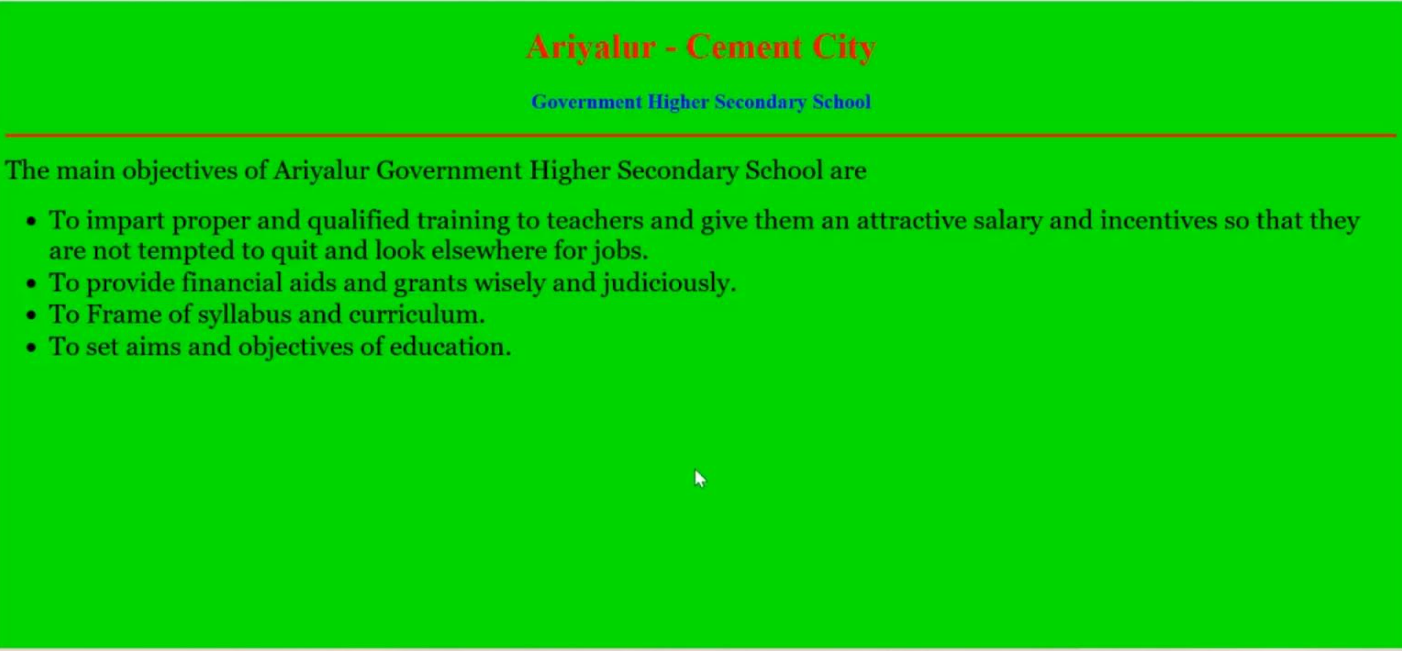 Ariyalur - Cement City
Government Higher Secondary School
The main objectives of Ariyalur Government Higher Secondary School are
• To impart proper and qualified training to teachers and give them an attractive salary and incentives so that they
are not tempted to quit and look elsewhere for jobs.
• To provide financial aids and grants wisely and judiciously.
• To Frame of syllabus and curriculum.
• To set aims and objectives of education.